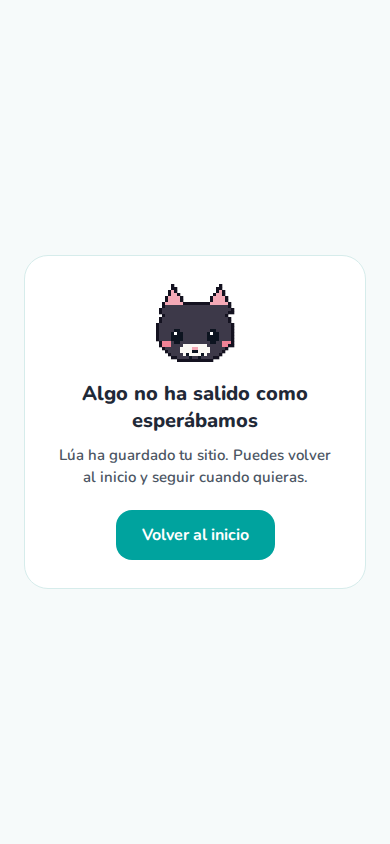 Algo no ha salido como
esperábamos
Lúa ha guardado tu sitio. Puedes volver
al inicio y seguir cuando quieras.
Volver al inicio